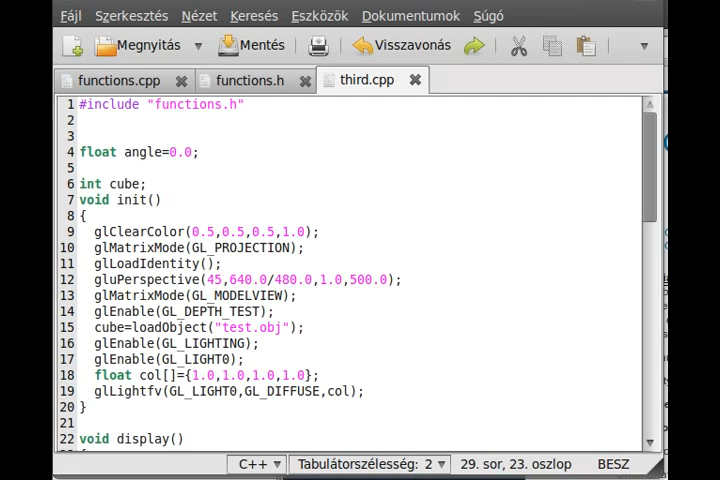 Fájl Szerkesztés Nézet Keresés Eszközök Dokumentumok Súgó
Megnyitás Mentés Visszavonás
functions.cpp functions.h third.cpp
1 #include "functions.h"
2
3
4 float angle=0.0;
5
6 int cube;
7 void init()
8 {
9 glClearColor(0.5,0.5,0.5,1.0);
10 glMatrixMode(GL_PROJECTION);
11 glLoadIdentity();
12 gluPerspective(45,640.0/480.0,1.0,500.0);
13 glMatrixMode(GL_MODELVIEW);
14 glEnable(GL_DEPTH_TEST);
15 cube=loadObject("test.obj");
16 glEnable(GL_LIGHTING);
17 glEnable(GL_LIGHT0);
18 float col[]={1.0,1.0,1.0,1.0};
19 glLightfv(GL_LIGHT0,GL_DIFFUSE,col);
20 }
21
22 void display()
C++ Tabulátorszélesség: 2 29. sor, 23. oszlop BESZ